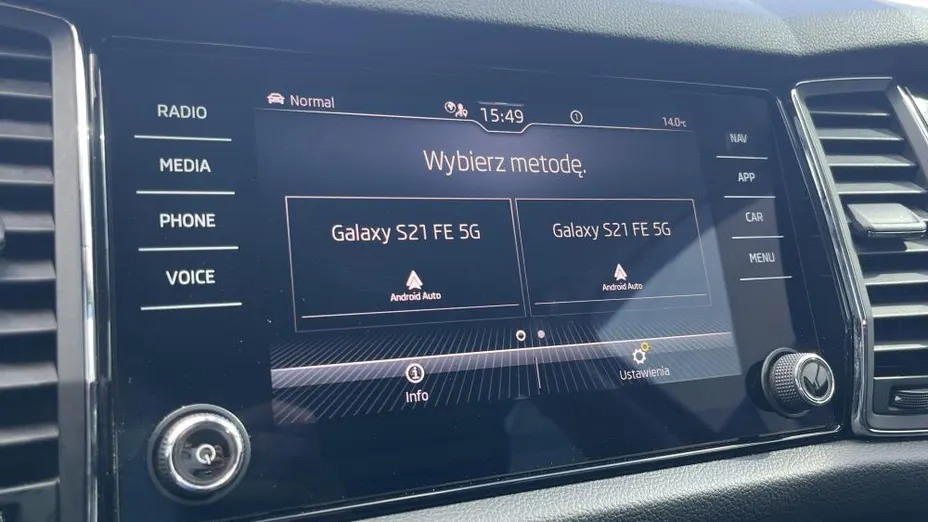 RADIO
MEDIA
PHONE
VOICE
Normal
15:49
1
14.0°C
Wybierz metodę.
Galaxy S21 FE 5G
Android Auto
Galaxy S21 FE 5G
Android Auto
Info
Ustawienia
NAV
APP
CAR
MENU